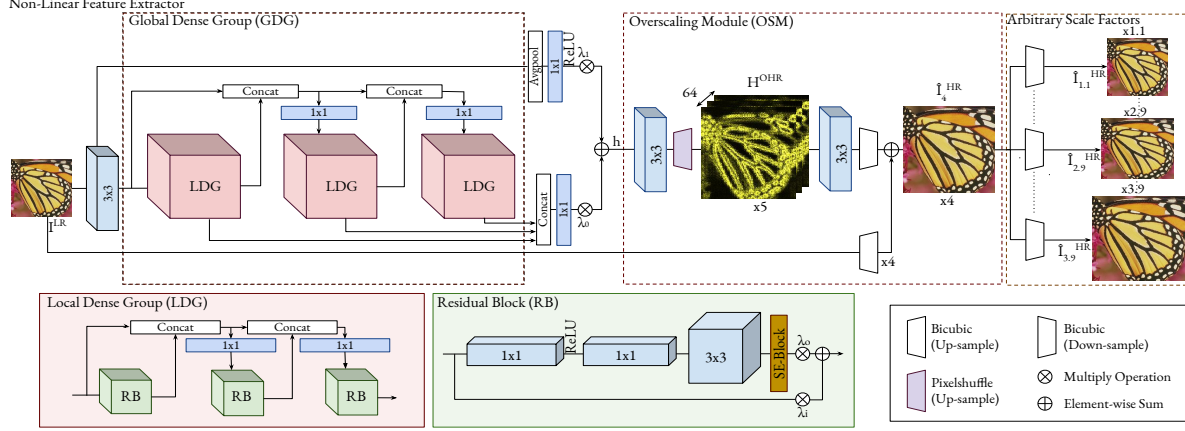 Non-Linear Feature Extractor
Global Dense Group (GDG)
Overscaling Module (OSM)
Arbitrary Scale Factors
Avgpool
1x1
ReLU
λ1
Concat
Concat
1x1
1x1
3x3
LDG
LDG
LDG
I^LR
Concat
1x1
λ0
h
3x3
64
H^OHR
x5
3x3
x4
Î_4^HR
x4
x1.1
Î_1.1^HR
x2.9
Î_2.9^HR
x3.9
Î_3.9^HR
Local Dense Group (LDG)
Concat
Concat
1x1
1x1
RB
RB
RB
Residual Block (RB)
1x1
ReLU
1x1
3x3
SE-Block
λo
λi
Bicubic
(Up-sample)
Bicubic
(Down-sample)
Pixelshuffle
(Up-sample)
Multiply Operation
Element-wise Sum